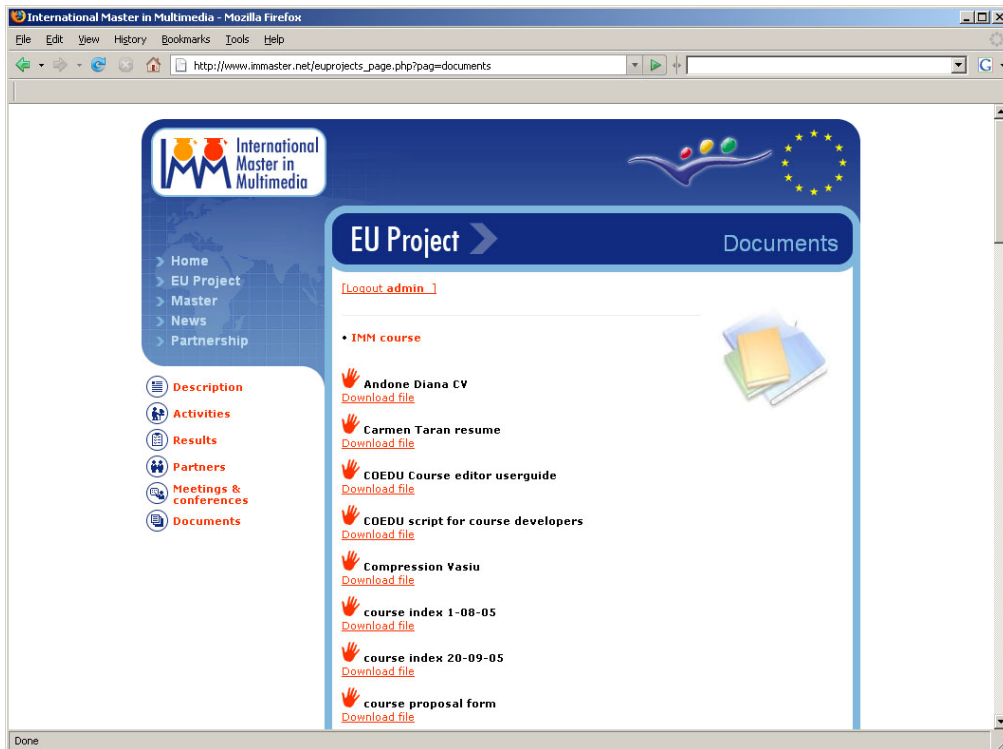 International Master in Multimedia - Mozilla Firefox
File Edit View History Bookmarks Tools Help
http://www.immaster.net/euprojects_page.php?pag=documents
G
IMM International
Master in
Multimedia
EU Project
Documents
Home
EU Project
Master
News
Partnership
Description
Activities
Results
Partners
Meetings &
conferences
Documents
[Logout admin ]
• IMM course
Andone Diana CV
Download file
Carmen Taran resume
Download file
COEDU Course editor userguide
Download file
COEDU script for course developers
Download file
Compression Vasiu
Download file
course index 1-08-05
Download file
course index 20-09-05
Download file
course proposal form
Download file
Done